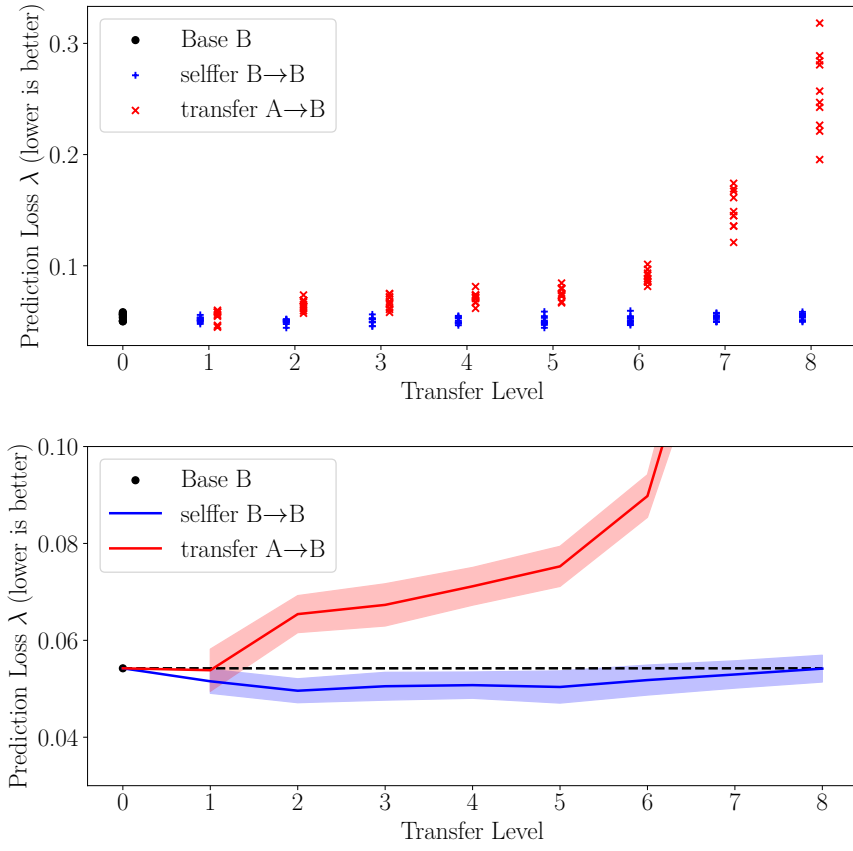 Prediction Loss λ (lower is better)
0.3
0.2
0.1
Base B
selffer B→B
transfer A→B
0 1 2 3 4 5 6 7 8
Transfer Level
Prediction Loss λ (lower is better)
0.10
0.08
0.06
0.04
Base B
selffer B→B
transfer A→B
0 1 2 3 4 5 6 7 8
Transfer Level